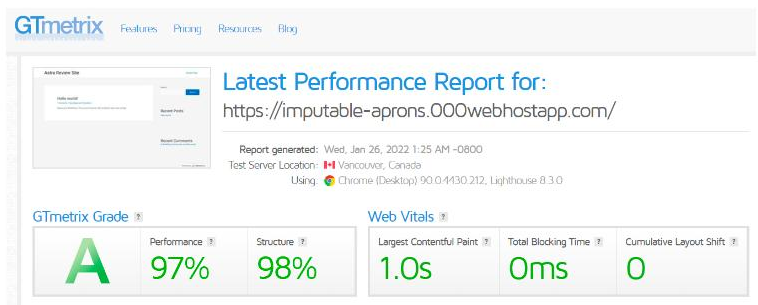 GTmetrix
Features Pricing Resources Blog
Astra Review Site
Hello world!
Recent Posts
Recent Comments
Latest Performance Report for:
https://imputable-aprons.000webhostapp.com/
Report generated: Wed, Jan 26, 2022 1:25 AM -0800
Test Server Location: Vancouver, Canada
Using: Chrome (Desktop) 90.0.4430.212, Lighthouse 8.3.0
GTmetrix Grade ?
A
Performance ?
97%
Structure ?
98%
Web Vitals ?
Largest Contentful Paint ?
1.0s
Total Blocking Time ?
0ms
Cumulative Layout Shift ?
0